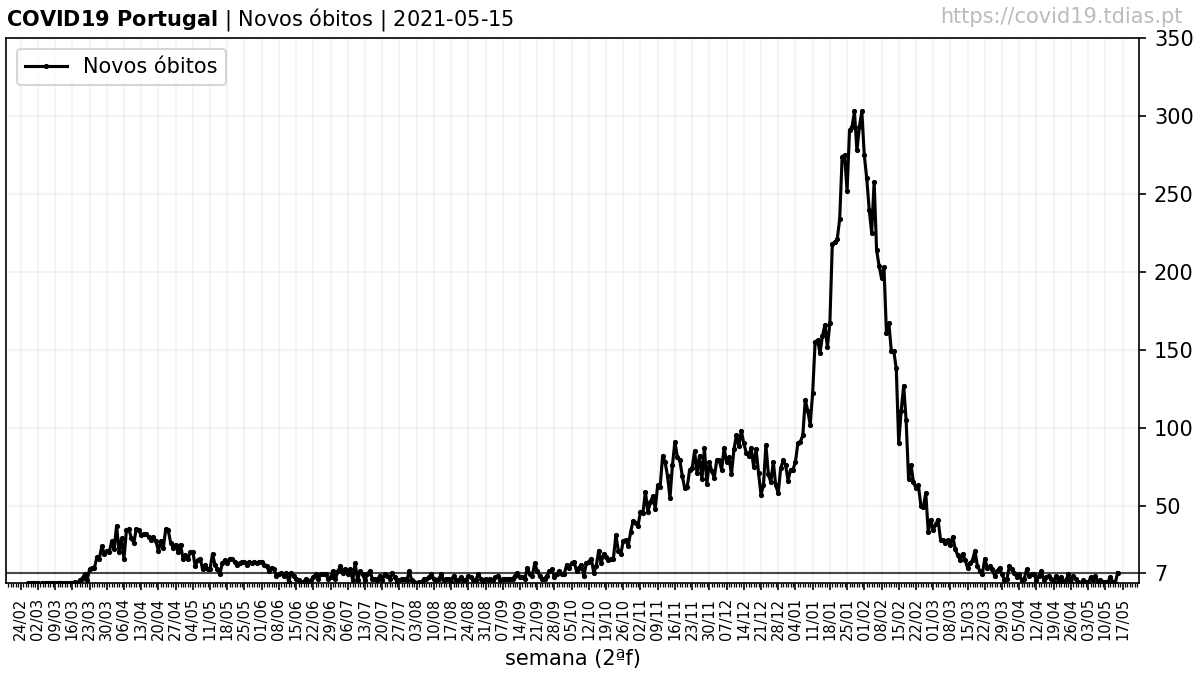 COVID19 Portugal | Novos óbitos | 2021-05-15
https://covid19.tdias.pt
Novos óbitos
350
300
250
200
150
100
50
7
24/02 02/03 09/03 16/03 23/03 30/03 06/04 13/04 20/04 27/04 04/05 11/05 18/05 25/05 01/06 08/06 15/06 22/06 29/06 06/07 13/07 20/07 27/07 03/08 10/08 17/08 24/08 31/08 07/09 14/09 21/09 28/09 05/10 12/10 19/10 26/10 02/11 09/11 16/11 23/11 30/11 07/12 14/12 21/12 28/12 04/01 11/01 18/01 25/01 01/02 08/02 15/02 22/02 01/03 08/03 15/03 22/03 29/03 05/04 12/04 19/04 26/04 03/05 10/05 17/05
semana (2ªf)